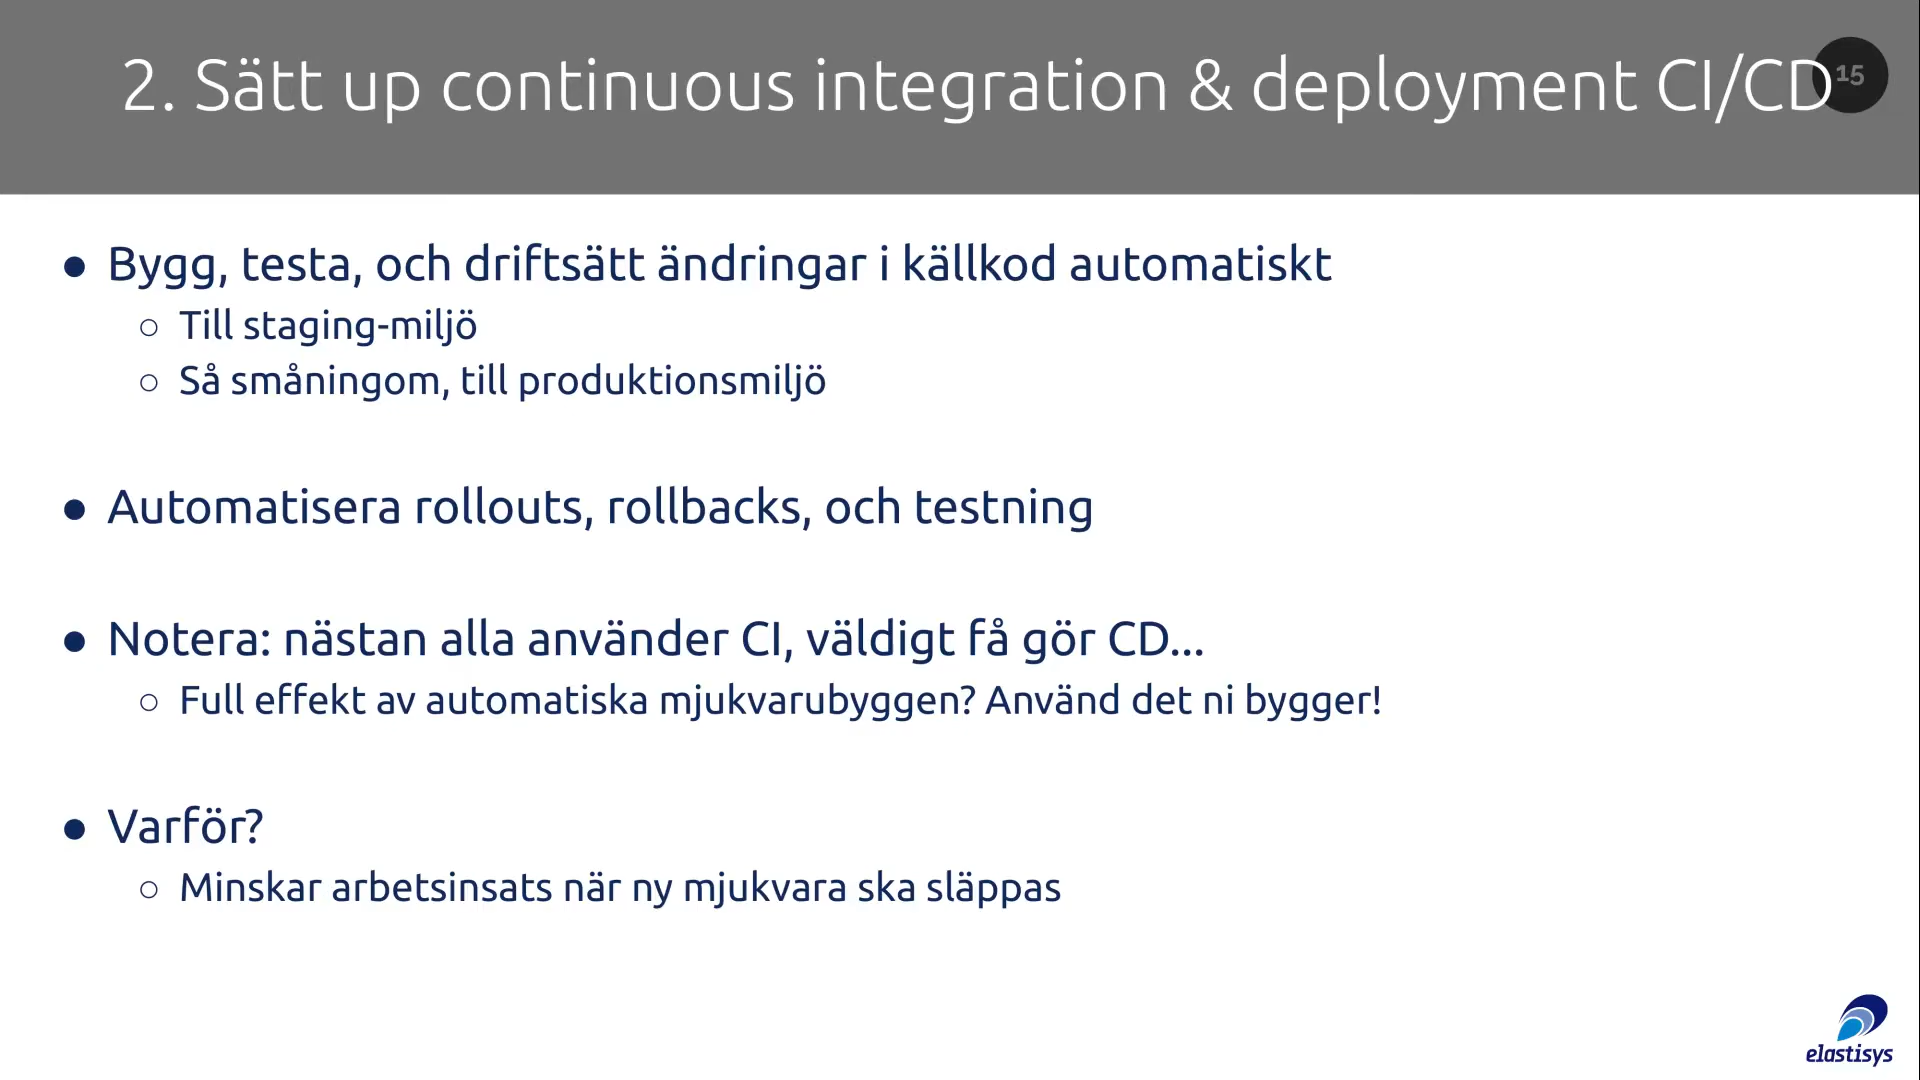 2. Sätt up continuous integration & deployment CI/CD
15
● Bygg, testa, och driftsätt ändringar i källkod automatiskt
○ Till staging-miljö
○ Så småningom, till produktionsmiljö
● Automatisera rollouts, rollbacks, och testning
● Notera: nästan alla använder CI, väldigt få gör CD...
○ Full effekt av automatiska mjukvarubyggen? Använd det ni bygger!
● Varför?
○ Minskar arbetsinsats när ny mjukvara ska släppas
elastisys